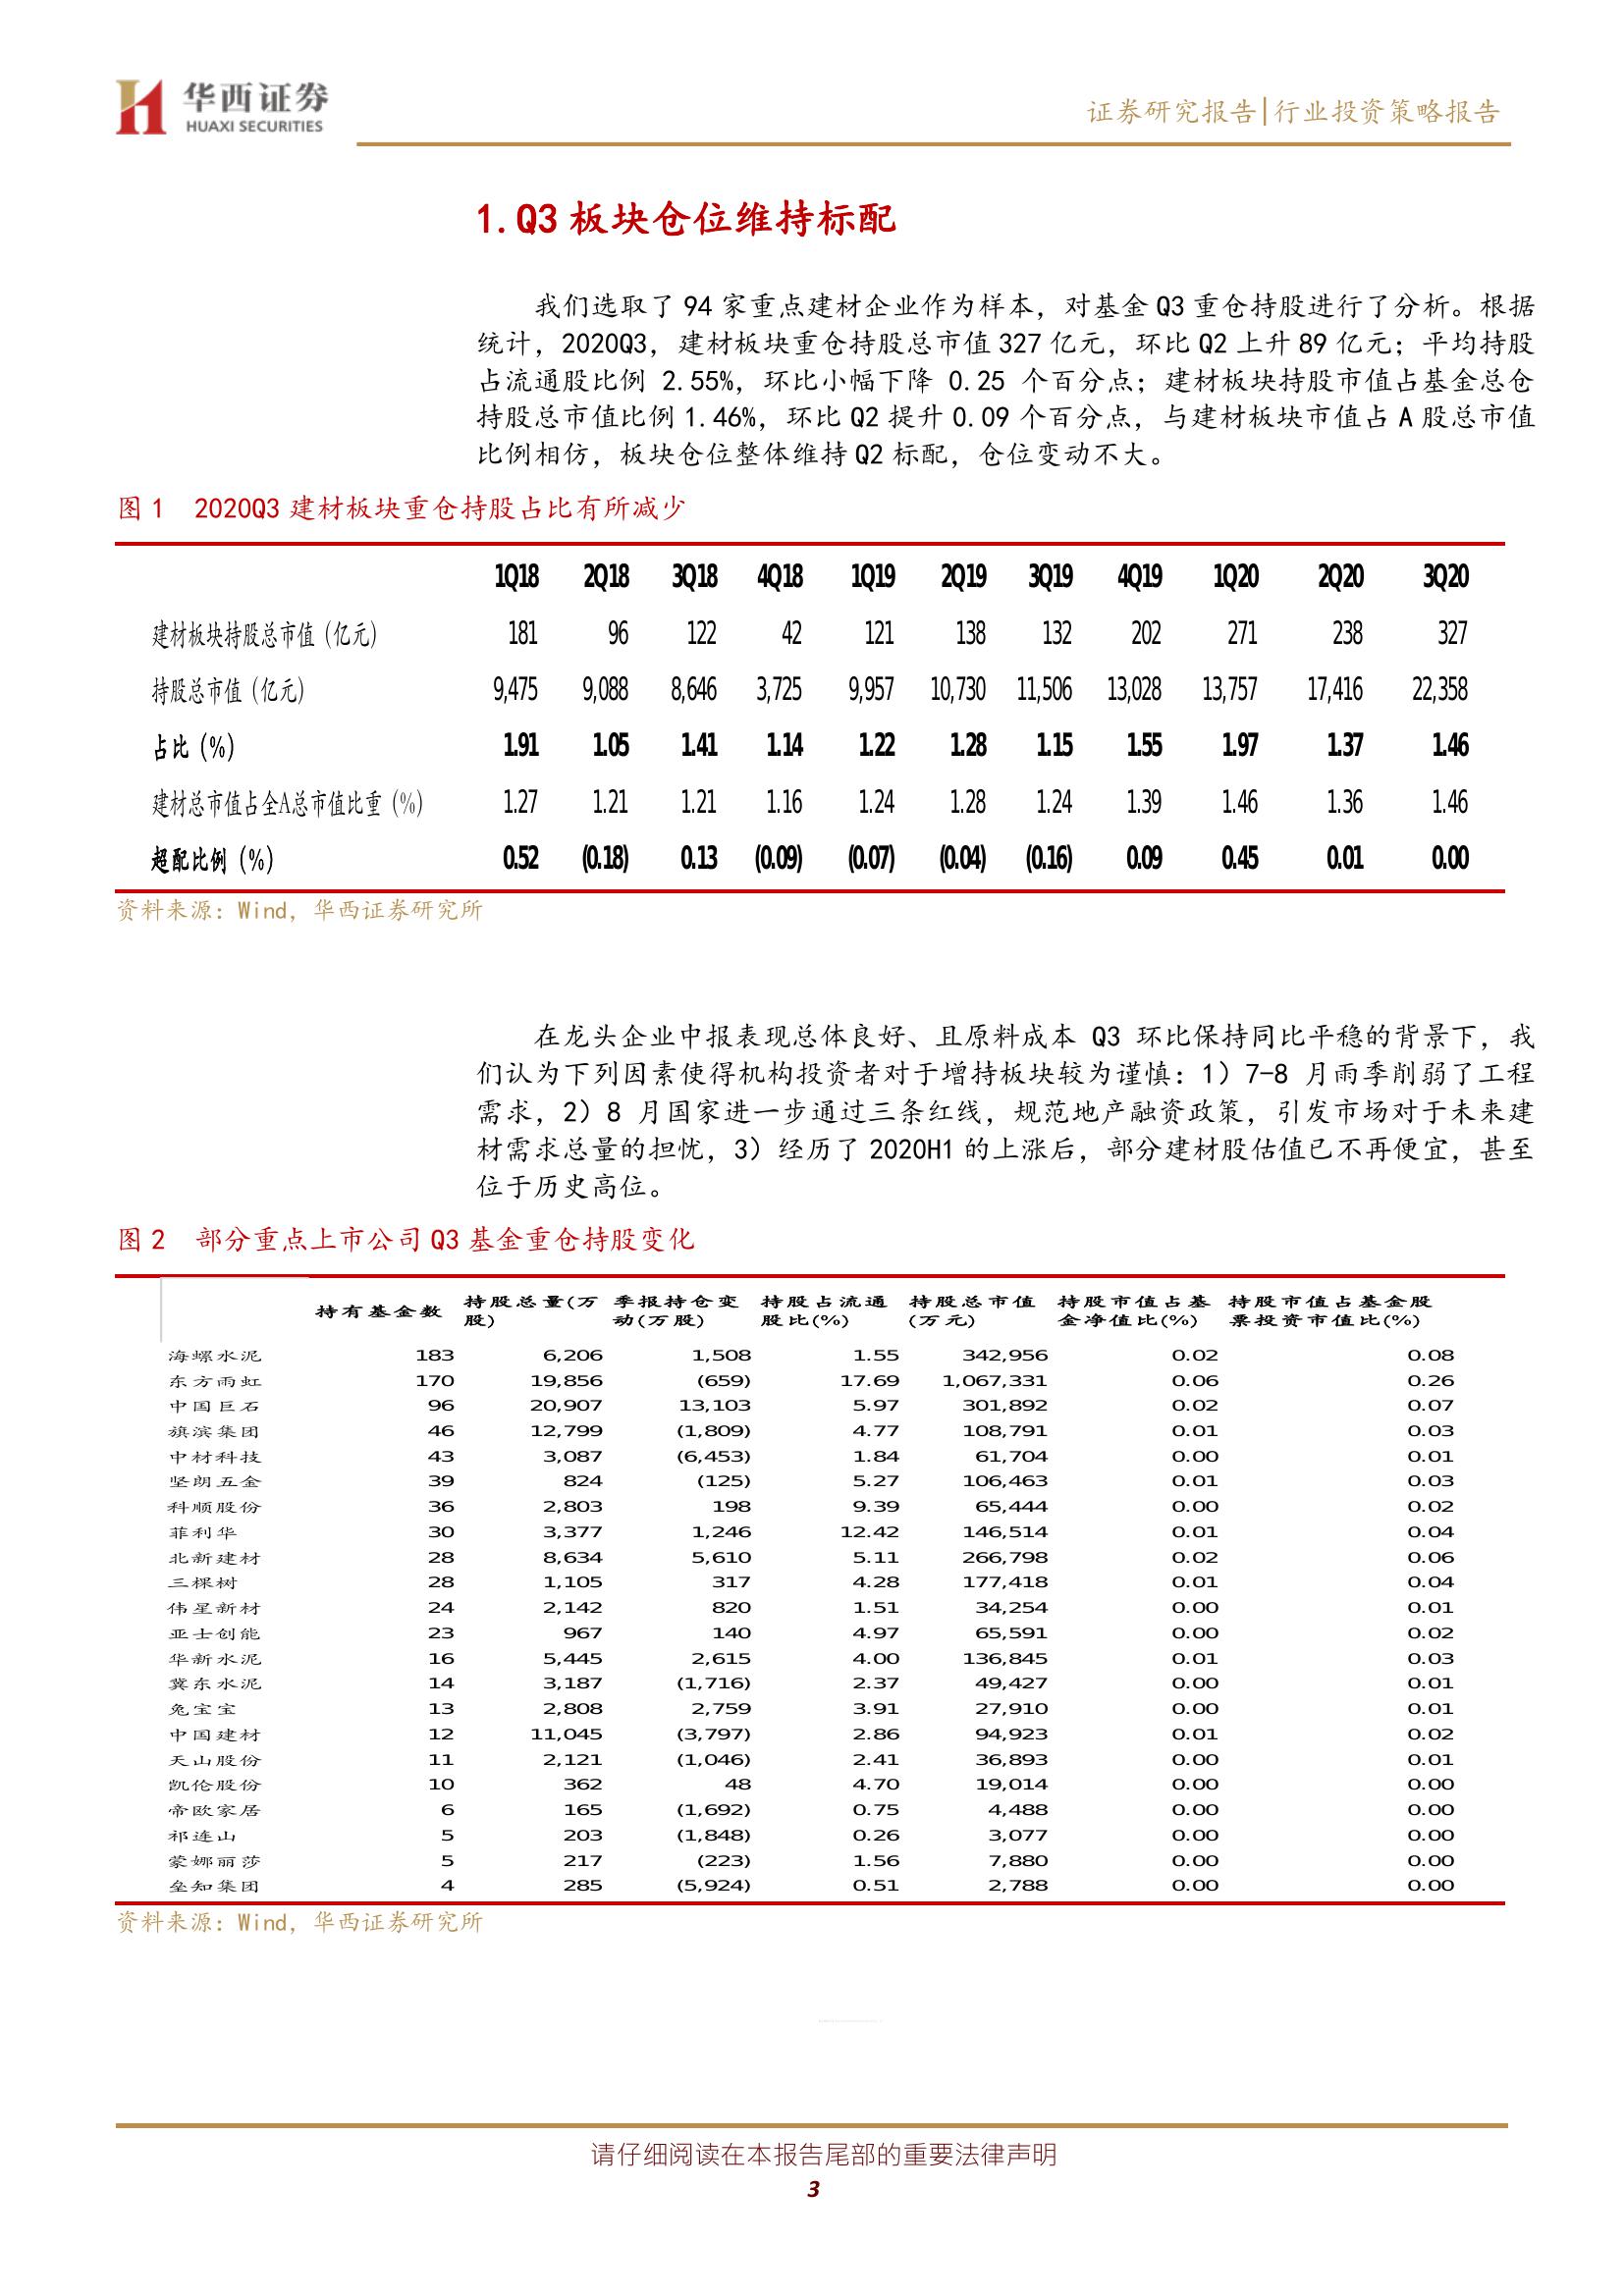 华西证券
HUAXI SECURITIES
证券研究报告|行业投资策略报告
1.Q3 板块仓位维持标配
我们选取了 94 家重点建材企业作为样本，对基金 Q3 重仓持股进行了分析。根据
统计，2020Q3，建材板块重仓持股总市值 327 亿元，环比 Q2 上升 89 亿元；平均持股
占流通股比例 2.55%，环比小幅下降 0.25 个百分点；建材板块持股市值占基金总仓
持股总市值比例 1.46%，环比 Q2 提升 0.09 个百分点，与建材板块市值占 A 股总市值
比例相仿，板块仓位整体维持 Q2 标配，仓位变动不大。
图 1 2020Q3 建材板块重仓持股占比有所减少
1Q18 2Q18 3Q18 4Q18 1Q19 2Q19 3Q19 4Q19 1Q20 2Q20 3Q20
建材板块持股总市值（亿元） 181 96 122 42 121 138 132 202 271 238 327
持股总市值（亿元） 9,475 9,088 8,646 3,725 9,957 10,730 11,506 13,028 13,757 17,416 22,358
占比（%） 1.91 1.05 1.41 1.14 1.22 1.28 1.15 1.55 1.97 1.37 1.46
建材总市值占全A总市值比重（%） 1.27 1.21 1.21 1.16 1.24 1.28 1.24 1.39 1.46 1.36 1.46
超配比例（%） 0.52 (0.18) 0.13 (0.09) (0.07) (0.04) (0.16) 0.09 0.45 0.01 0.00
资料来源：Wind，华西证券研究所
在龙头企业中报表现总体良好、且原料成本 Q3 环比保持同比平稳的背景下，我
们认为下列因素使得机构投资者对于增持板块较为谨慎：1）7-8 月雨季削弱了工程
需求，2）8 月国家进一步通过三条红线，规范地产融资政策，引发市场对于未来建
材需求总量的担忧，3）经历了 2020H1 的上涨后，部分建材股估值已不再便宜，甚至
位于历史高位。
图 2 部分重点上市公司 Q3 基金重仓持股变化
持有基金数 持股总量(万股) 季报持仓变动(万股) 持股占流通股比(%) 持股总市值(万元) 持股市值占基金净值比(%) 持股市值占基金股票投资市值比(%)
海螺水泥 183 6,206 1,508 1.55 342,956 0.02 0.08
东方雨虹 170 19,856 (659) 17.69 1,067,331 0.06 0.26
中国巨石 96 20,907 13,103 5.97 301,892 0.02 0.07
旗滨集团 46 12,799 (1,809) 4.77 108,791 0.01 0.03
中材科技 43 3,087 (6,453) 1.84 61,704 0.00 0.01
坚朗五金 39 824 (125) 5.27 106,463 0.01 0.03
科顺股份 36 2,803 198 9.39 65,444 0.00 0.02
菲利华 30 3,377 1,246 12.42 146,514 0.01 0.04
北新建材 28 8,634 5,610 5.11 266,798 0.02 0.06
三棵树 28 1,105 317 4.28 177,418 0.01 0.04
伟星新材 24 2,142 820 1.51 34,254 0.00 0.01
亚士创能 23 967 140 4.97 65,591 0.00 0.02
华新水泥 16 5,445 2,615 4.00 136,845 0.01 0.03
冀东水泥 14 3,187 (1,716) 2.37 49,427 0.00 0.01
兔宝宝 13 2,808 2,759 3.91 27,910 0.00 0.01
中国建材 12 11,045 (3,797) 2.86 94,923 0.01 0.02
天山股份 11 2,121 (1,046) 2.41 36,893 0.00 0.01
凯伦股份 10 362 48 4.70 19,014 0.00 0.00
帝欧家居 6 165 (1,692) 0.75 4,488 0.00 0.00
祁连山 5 203 (1,848) 0.26 3,077 0.00 0.00
蒙娜丽莎 5 217 (223) 1.56 7,880 0.00 0.00
垒知集团 4 285 (5,924) 0.51 2,788 0.00 0.00
资料来源：Wind，华西证券研究所
请仔细阅读在本报告尾部的重要法律声明
3